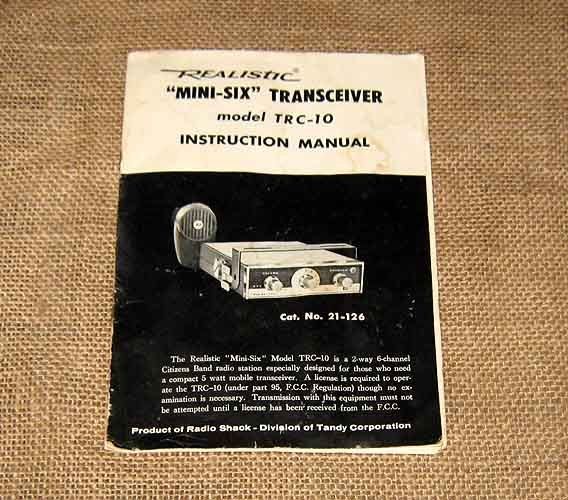 REALISTIC®
"MINI-SIX" TRANSCEIVER
model TRC-10
INSTRUCTION MANUAL
Cat. No. 21-126
The Realistic "Mini-Six" Model TRC-10 is a 2-way 6-channel
Citizens Band radio station especially designed for those who need
a compact 5 watt mobile transceiver. A license is required to oper-
ate the TRC-10 (under part 95, F.C.C. Regulation) though no ex-
amination is necessary. Transmission with this equipment must not
be attempted until a license has been received from the F.C.C.
Product of Radio Shack - Division of Tandy Corporation